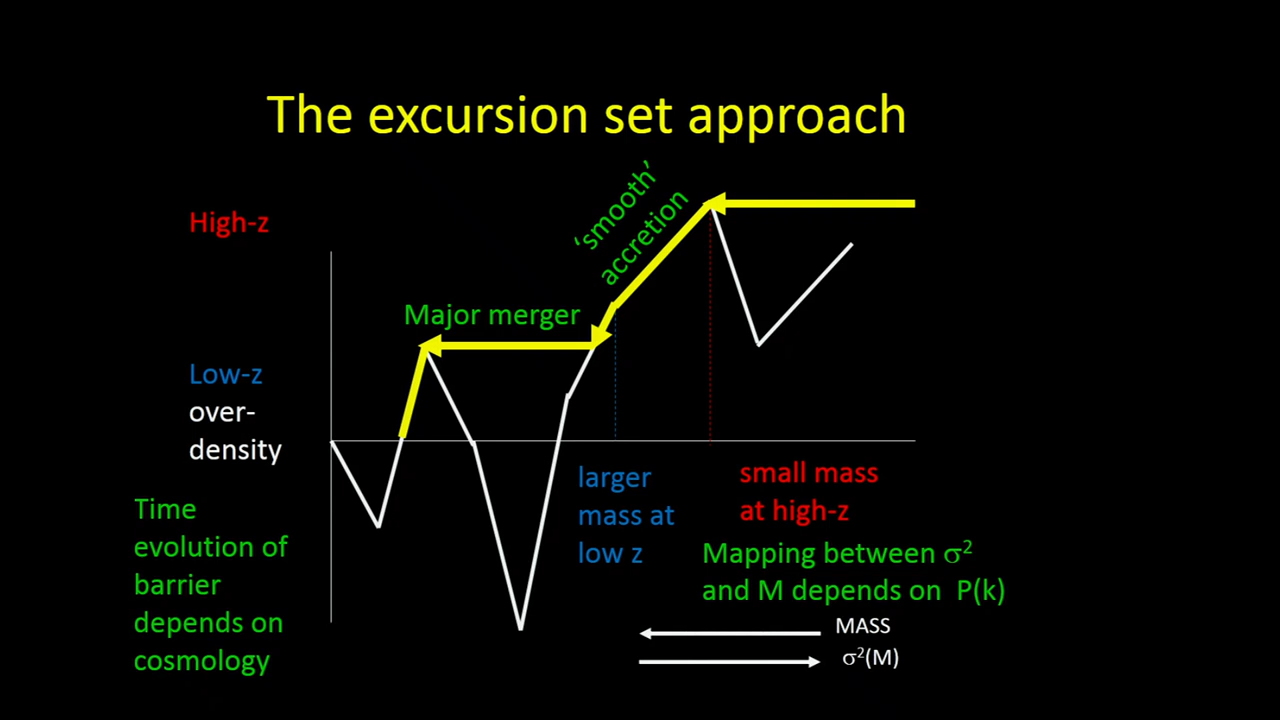 The excursion set approach
High-z
'smooth'
accretion
Major merger
Low-z
over-
density
larger
mass at
low z
small mass
at high-z
Time
evolution of
barrier
depends on
cosmology
Mapping between σ²
and M depends on P(k)
MASS
σ²(M)